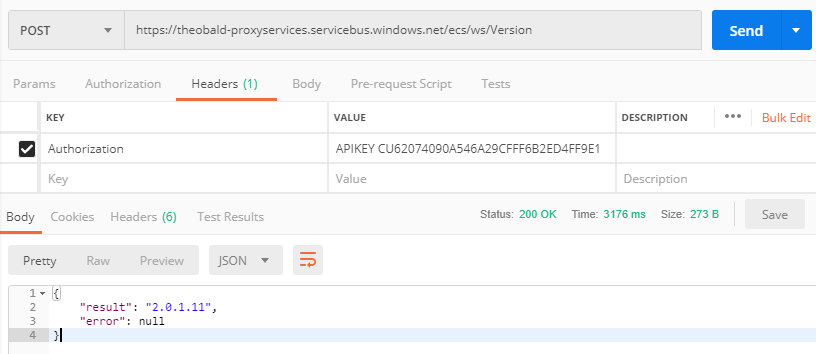 POST https://theobald-proxyservices.servicebus.windows.net/ecs/ws/Version Send
Params Authorization Headers (1) Body Pre-request Script Tests
KEY VALUE DESCRIPTION ••• Bulk Edit
Authorization APIKEY CU62074090A546A29CFFF6B2ED4FF9E1
Key Value Description
Body Cookies Headers (6) Test Results Status: 200 OK Time: 3176 ms Size: 273 B Save
Pretty Raw Preview JSON
1 {
2 "result": "2.0.1.11",
3 "error": null
4 }